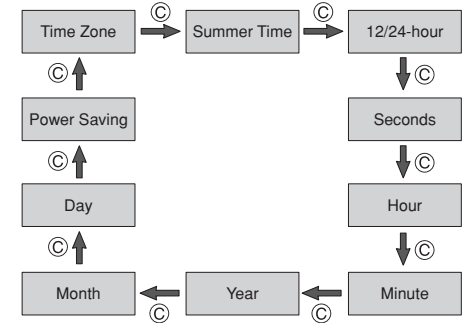 Ⓒ Ⓒ
Time Zone Summer Time 12/24-hour
Ⓒ Ⓒ
Power Saving Seconds
Ⓒ Ⓒ
Day Hour
Ⓒ Ⓒ
Month Year Minute
Ⓒ Ⓒ